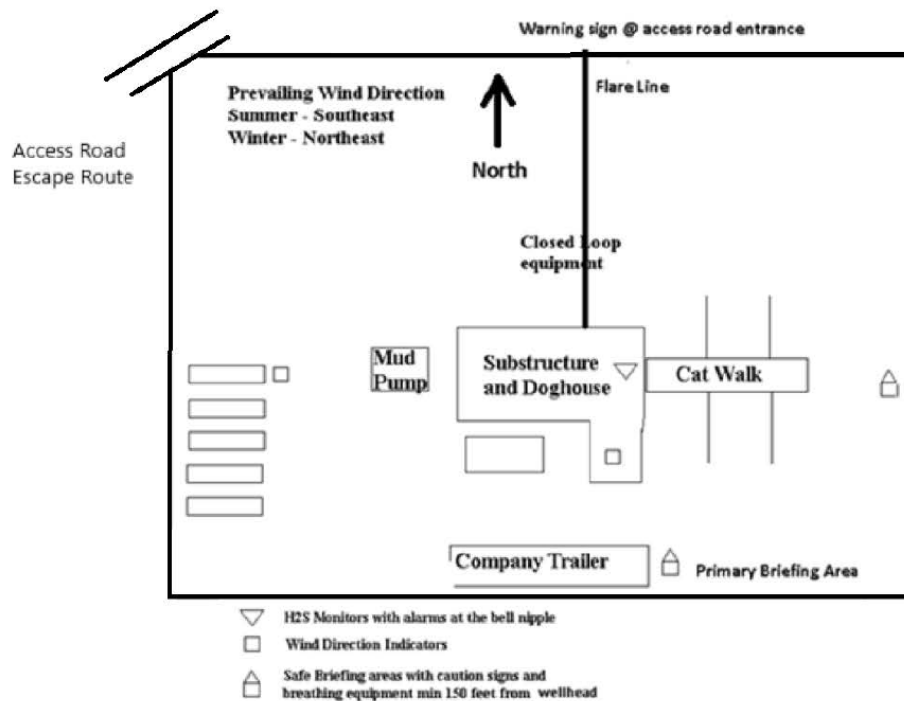 Warning sign @ access road entrance
Prevailing Wind Direction
Summer - Southeast
Winter - Northeast
Flare Line
Access Road
Escape Route
North
Closed Loop
equipment
Mud
Pump
Substructure
and Doghouse
Cat Walk
Company Trailer
Primary Briefing Area
H2S Monitors with alarms at the bell nipple
Wind Direction Indicators
Safe Briefing areas with caution signs and
breathing equipment min 150 feet from wellhead